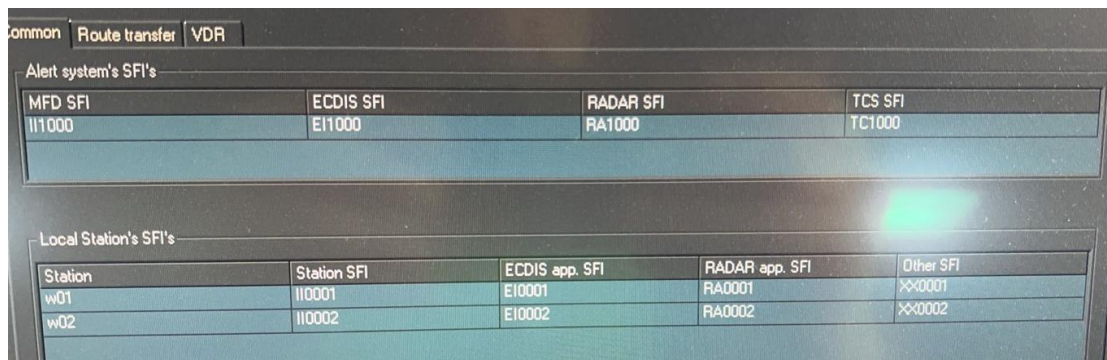 Common Route transfer VDR
Alert system's SFI's
MFD SFI ECDIS SFI RADAR SFI TCS SFI
II1000 EI1000 RA1000 TC1000
Local Station's SFI's
Station Station SFI ECDIS app. SFI RADAR app. SFI Other SFI
w01 II0001 EI0001 RA0001 XX0001
w02 II0002 EI0002 RA0002 XX0002